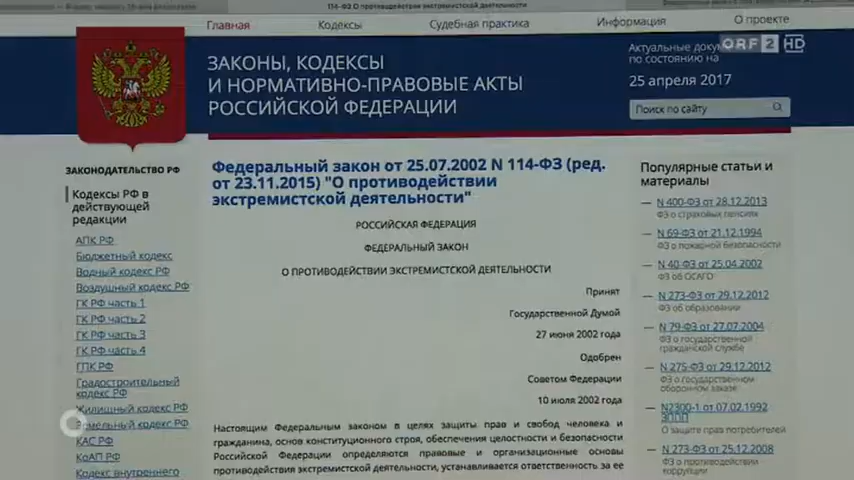 114-ФЗ О противодействии экстремистской деятельности
Главная
Кодексы
Судебная практика
Информация
О проекте
ЗАКОНЫ, КОДЕКСЫ
И НОРМАТИВНО-ПРАВОВЫЕ АКТЫ
РОССИЙСКОЙ ФЕДЕРАЦИИ
Актуальные
по состоянию на
25 апреля 2017
Поиск по сайту
ORF 2 HD
ЗАКОНОДАТЕЛЬСТВО РФ
Кодексы РФ в
действующей
редакции
АПК РФ
Бюджетный кодекс
Водный кодекс РФ
Воздушный кодекс РФ
ГК РФ часть 1
ГК РФ часть 2
ГК РФ часть 3
ГК РФ часть 4
ГПК РФ
Градостроительный
кодекс РФ
Жилищный кодекс РФ
Земельный кодекс РФ
КАС РФ
КоАП РФ
Кодекс внутреннего
Федеральный закон от 25.07.2002 N 114-ФЗ (ред.
от 23.11.2015) "О противодействии
экстремистской деятельности"
РОССИЙСКАЯ ФЕДЕРАЦИЯ
ФЕДЕРАЛЬНЫЙ ЗАКОН
О ПРОТИВОДЕЙСТВИИ ЭКСТРЕМИСТСКОЙ ДЕЯТЕЛЬНОСТИ
Принят
Государственной Думой
27 июня 2002 года
Одобрен
Советом Федерации
10 июля 2002 года
Настоящим Федеральным законом в целях защиты прав и свобод человека и
гражданина, основ конституционного строя, обеспечения целостности и безопасности
Российской Федерации определяются правовые и организационные основы
противодействия экстремистской деятельности, устанавливается ответственность за ее
Популярные статьи и
материалы
N 400-ФЗ от 28.12.2013
ФЗ о страховых пенсиях
N 69-ФЗ от 21.12.1994
ФЗ о пожарной безопасности
N 40-ФЗ от 25.04.2002
ФЗ об ОСАГО
N 273-ФЗ от 29.12.2012
ФЗ об образовании
N 79-ФЗ от 27.07.2004
ФЗ о государственной
гражданской службе
N 275-ФЗ от 29.12.2012
ФЗ о государственном
оборонном заказе
N2300-1 от 07.02.1992
ЗПП
О защите прав потребителей
N 273-ФЗ от 25.12.2008
ФЗ о противодействии
коррупции